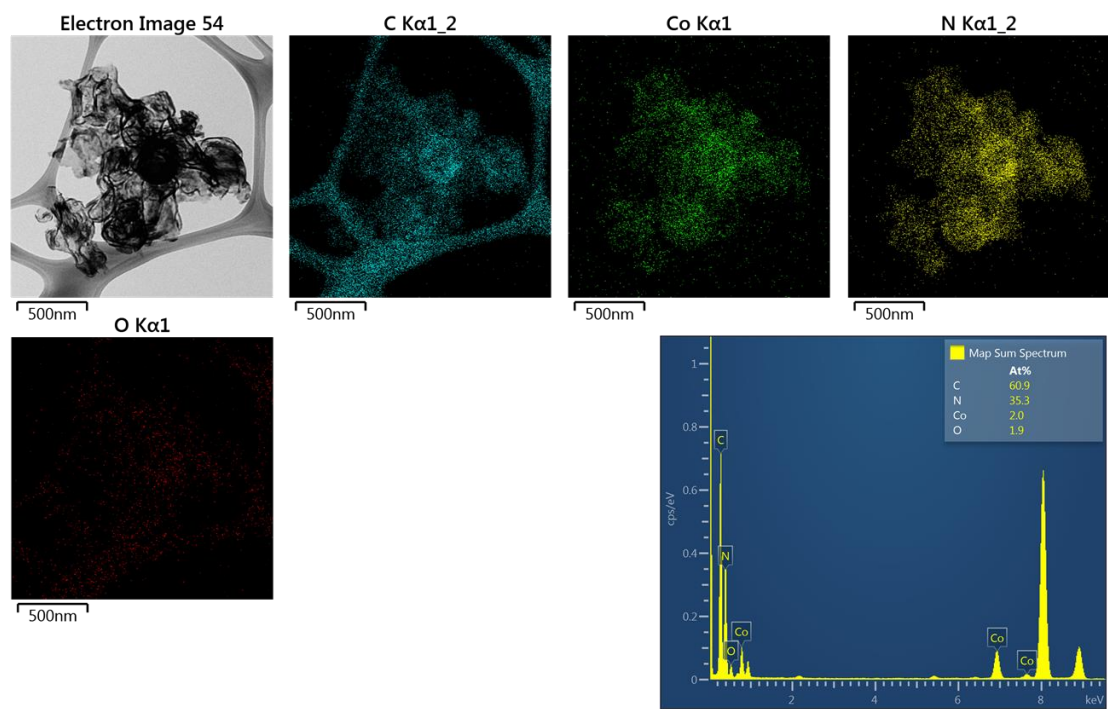 Electron Image 54
C Kα1_2
Co Kα1
N Kα1_2
500nm
500nm
500nm
500nm
O Kα1
500nm
Map Sum Spectrum
At%
C 60.9
N 35.3
Co 2.0
O 1.9
1
0.8
0.6
0.4
0.2
0
cps/eV
C
N
O
Co
Co
Co
2
4
6
8
keV